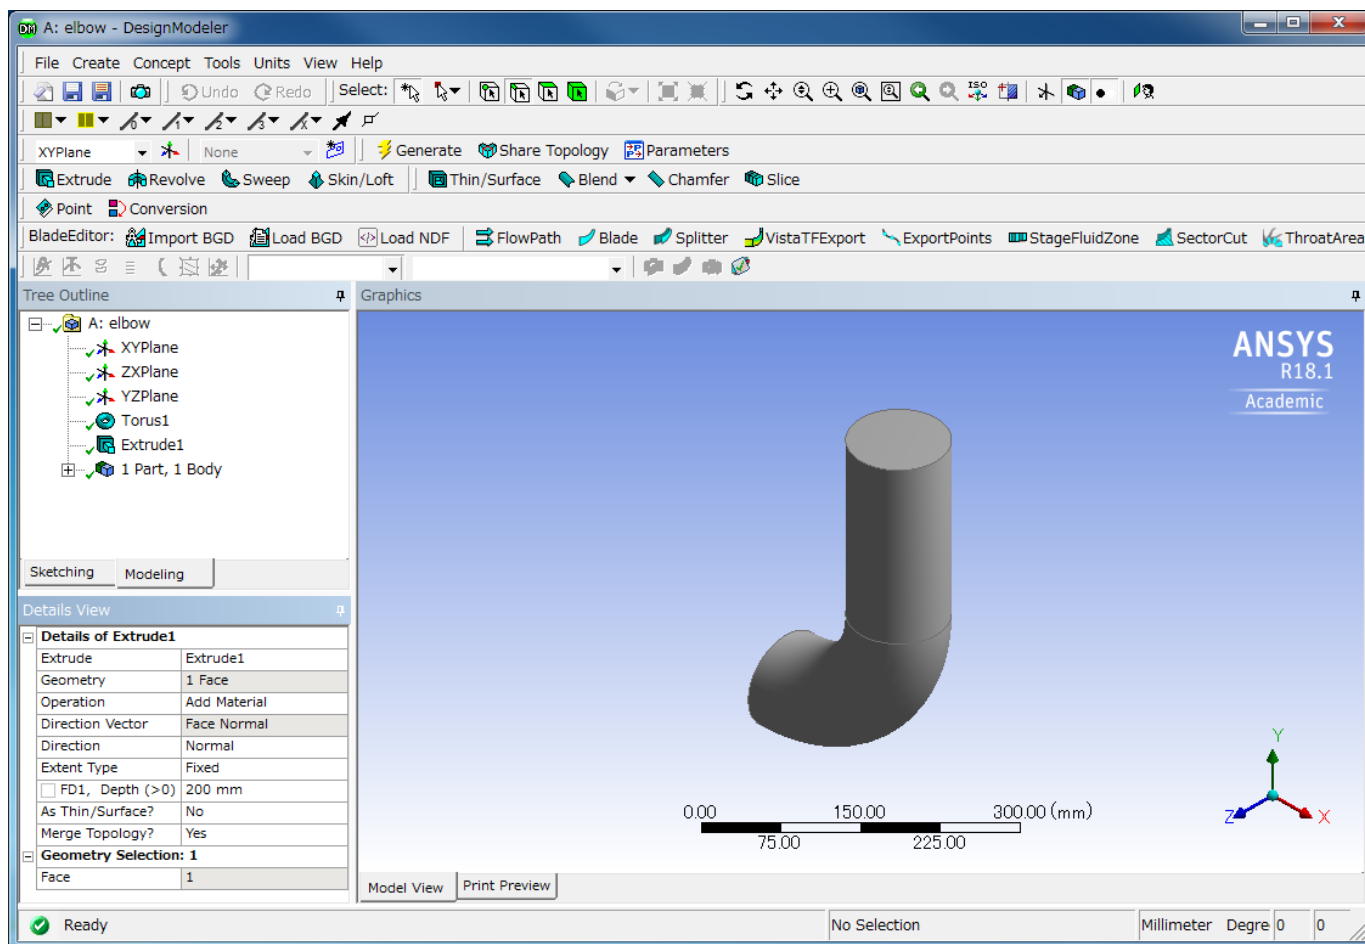 DM A: elbow - DesignModeler
File Create Concept Tools Units View Help
Undo Redo Select: ISO
0 1 2 3 X
XYPlane None Generate Share Topology Parameters
Extrude Revolve Sweep Skin/Loft Thin/Surface Blend Chamfer Slice
Point Conversion
BladeEditor: Import BGD Load BGD Load NDF FlowPath Blade Splitter VistaTFExport ExportPoints StageFluidZone SectorCut ThroatArea
Tree Outline
A: elbow
XYPlane
ZXPlane
YZPlane
Torus1
Extrude1
1 Part, 1 Body
Sketching Modeling
Details View
Details of Extrude1
Extrude Extrude1
Geometry 1 Face
Operation Add Material
Direction Vector Face Normal
Direction Normal
Extent Type Fixed
FD1, Depth (>0) 200 mm
As Thin/Surface? No
Merge Topology? Yes
Geometry Selection: 1
Face 1
Graphics
ANSYS
R18.1
Academic
0.00 150.00 300.00 (mm)
75.00 225.00
Y
Z X
Model View Print Preview
Ready No Selection Millimeter Degre 0 0